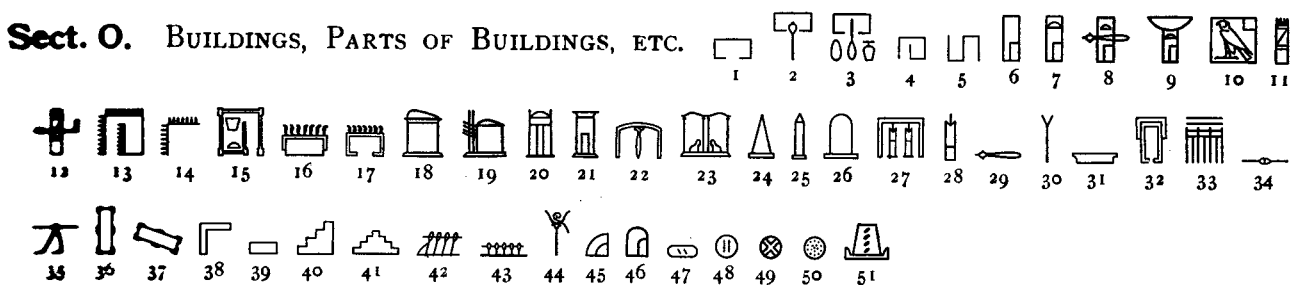 Sect. O. BUILDINGS, PARTS OF BUILDINGS, ETC.
1 2 3 4 5 6 7 8 9 10 11
12 13 14 15 16 17 18 19 20 21 22 23 24 25 26 27 28 29 30 31 32 33 34
35 36 37 38 39 40 41 42 43 44 45 46 47 48 49 50 51